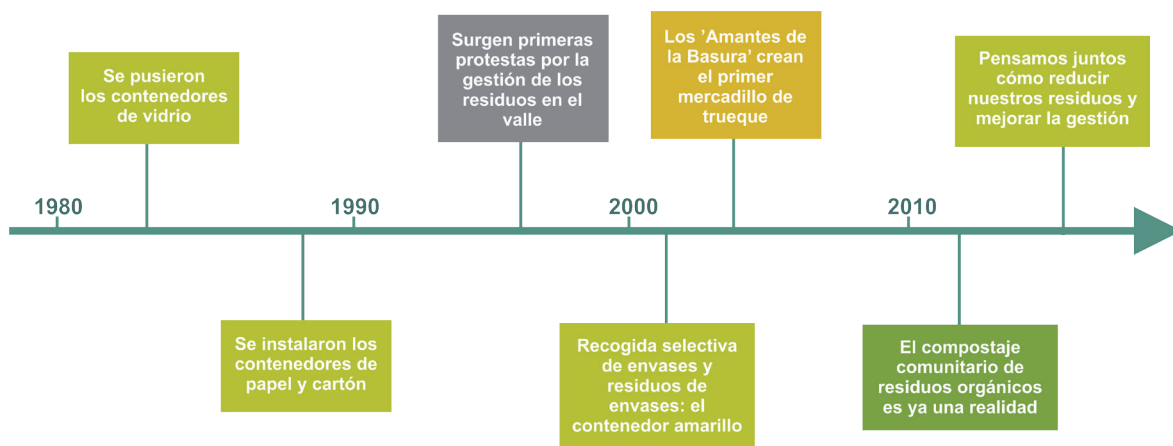 Se pusieron
los contenedores
de vidrio
Surgen primeras
protestas por la
gestión de los
residuos en el
valle
Los ’Amantes de
la Basura’ crean
el primer
mercadillo de
trueque
Pensamos juntos
cómo reducir
nuestros residuos y
mejorar la gestión
1980
1990
2000
2010
Se instalaron los
contenedores de
papel y cartón
Recogida selectiva
de envases y
residuos de
envases: el
contenedor amarillo
El compostaje
comunitario de
residuos orgánicos
es ya una realidad